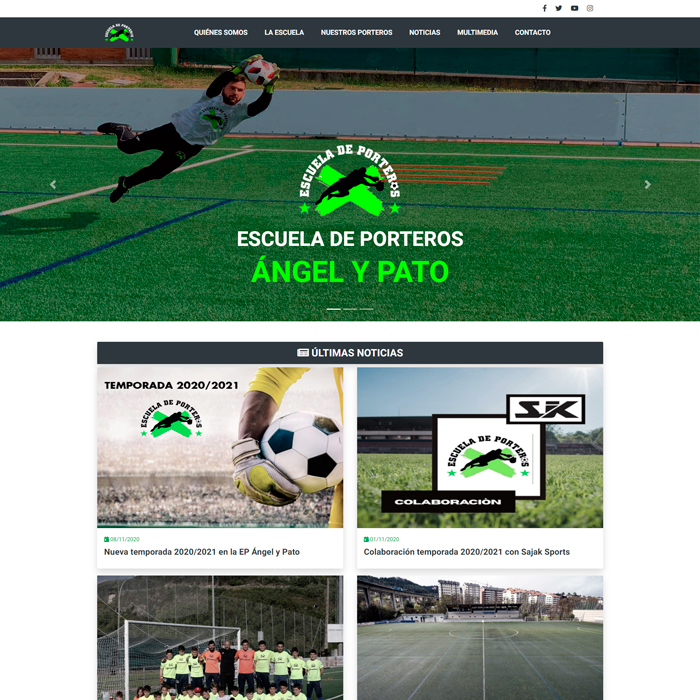 QUIÉNES SOMOS LA ESCUELA NUESTROS PORTEROS NOTICIAS MULTIMEDIA CONTACTO
ESCUELA DE PORTEROS
ESCUELA DE PORTEROS
ÁNGEL Y PATO
ÚLTIMAS NOTICIAS
TEMPORADA 2020/2021
ESCUELA DE PORTEROS
SJK
ESCUELA DE PORTEROS
COLABORACIÓN
08/11/2020
Nueva temporada 2020/2021 en la EP Ángel y Pato
01/11/2020
Colaboración temporada 2020/2021 con Sajak Sports